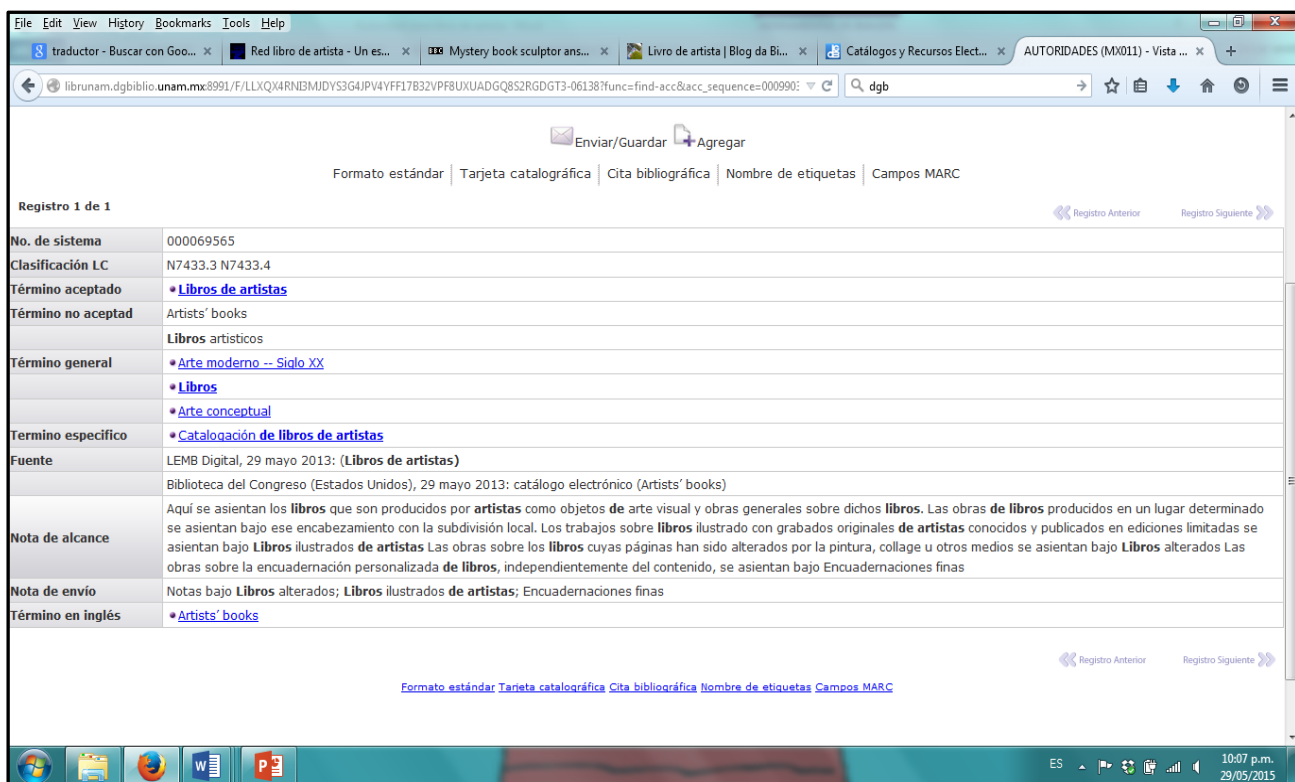 File Edit View History Bookmarks Tools Help
traductor - Buscar con Goo... × Red libro de artista - Un es... × Mystery book sculptor ans... × Livro de artista | Blog da Bi... × Catálogos y Recursos Elect... × AUTORIDADES (MX011) - Vista ... × +
librunam.dgbiblio.unam.mx:8991/F/LLXQX4RNI3MJDYS3G4JPV4YFF17B32VPF8UXUADGQ8S2RGDGT3-06138?func=find-acc&acc_sequence=000990: dgb
Enviar/Guardar Agregar
Formato estándar | Tarjeta catalográfica | Cita bibliográfica | Nombre de etiquetas | Campos MARC
Registro 1 de 1 Registro Anterior Registro Siguiente
No. de sistema 000069565
Clasificación LC N7433.3 N7433.4
Término aceptado Libros de artistas
Término no aceptad Artists´ books
Libros artisticos
Término general Arte moderno -- Siglo XX
Libros
Arte conceptual
Termino especifico Catalogación de libros de artistas
Fuente LEMB Digital, 29 mayo 2013: (Libros de artistas)
Biblioteca del Congreso (Estados Unidos), 29 mayo 2013: catálogo electrónico (Artists´ books)
Nota de alcance Aquí se asientan los libros que son producidos por artistas como objetos de arte visual y obras generales sobre dichos libros. Las obras de libros producidos en un lugar determinado
se asientan bajo ese encabezamiento con la subdivisión local. Los trabajos sobre libros ilustrado con grabados originales de artistas conocidos y publicados en ediciones limitadas se
asientan bajo Libros ilustrados de artistas Las obras sobre los libros cuyas páginas han sido alterados por la pintura, collage u otros medios se asientan bajo Libros alterados Las
obras sobre la encuadernación personalizada de libros, independientemente del contenido, se asientan bajo Encuadernaciones finas
Nota de envío Notas bajo Libros alterados; Libros ilustrados de artistas; Encuadernaciones finas
Término en inglés Artists´ books
Registro Anterior Registro Siguiente
Formato estándar Tarjeta catalográfica Cita bibliográfica Nombre de etiquetas Campos MARC
ES 10:07 p.m.
29/05/2015